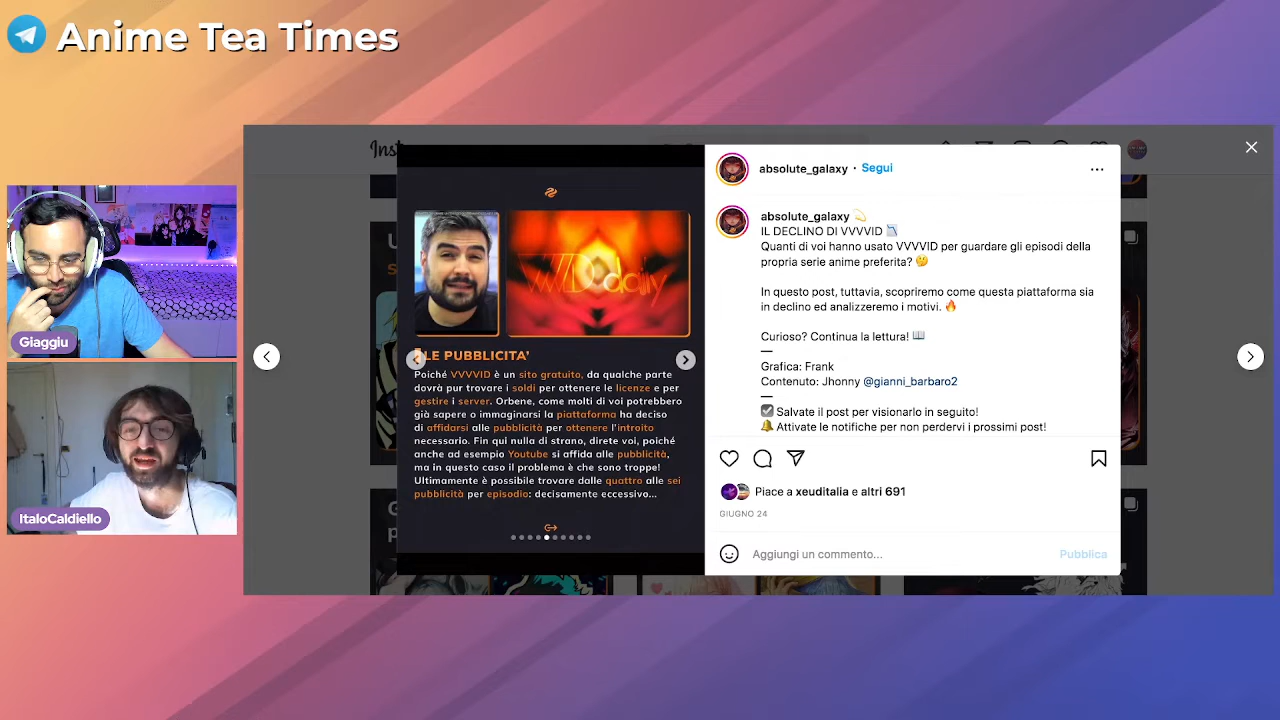 Anime Tea Times
Giaggiu
ItaloCaldiello
LE PUBBLICITA'
Poiché VVVVID è un sito gratuito, da qualche parte
dovrà pur trovare i soldi per ottenere le licenze e per
gestire i server. Orbene, come molti di voi potrebbero
già sapere o immaginarsi la piattaforma ha deciso
di affidarsi alle pubblicità per ottenere l'introito
necessario. Fin qui nulla di strano, direte voi, poiché
anche ad esempio Youtube si affida alle pubblicità,
ma in questo caso il problema è che sono troppe!
Ultimamente è possibile trovare dalle quattro alle sei
pubblicità per episodio: decisamente eccessivo...
absolute_galaxy • Segui
absolute_galaxy 💫
IL DECLINO DI VVVVID 📉
Quanti di voi hanno usato VVVVID per guardare gli episodi della
propria serie anime preferita? 🤔
In questo post, tuttavia, scopriremo come questa piattaforma sia
in declino ed analizzeremo i motivi. 🔥
Curioso? Continua la lettura! 📖
—
Grafica: Frank
Contenuto: Jhonny @gianni_barbaro2
—
☑️ Salvate il post per visionarlo in seguito!
🔔 Attivate le notifiche per non perdervi i prossimi post!
Piace a xeuditalia e altri 691
GIUGNO 24
Aggiungi un commento...
Pubblica